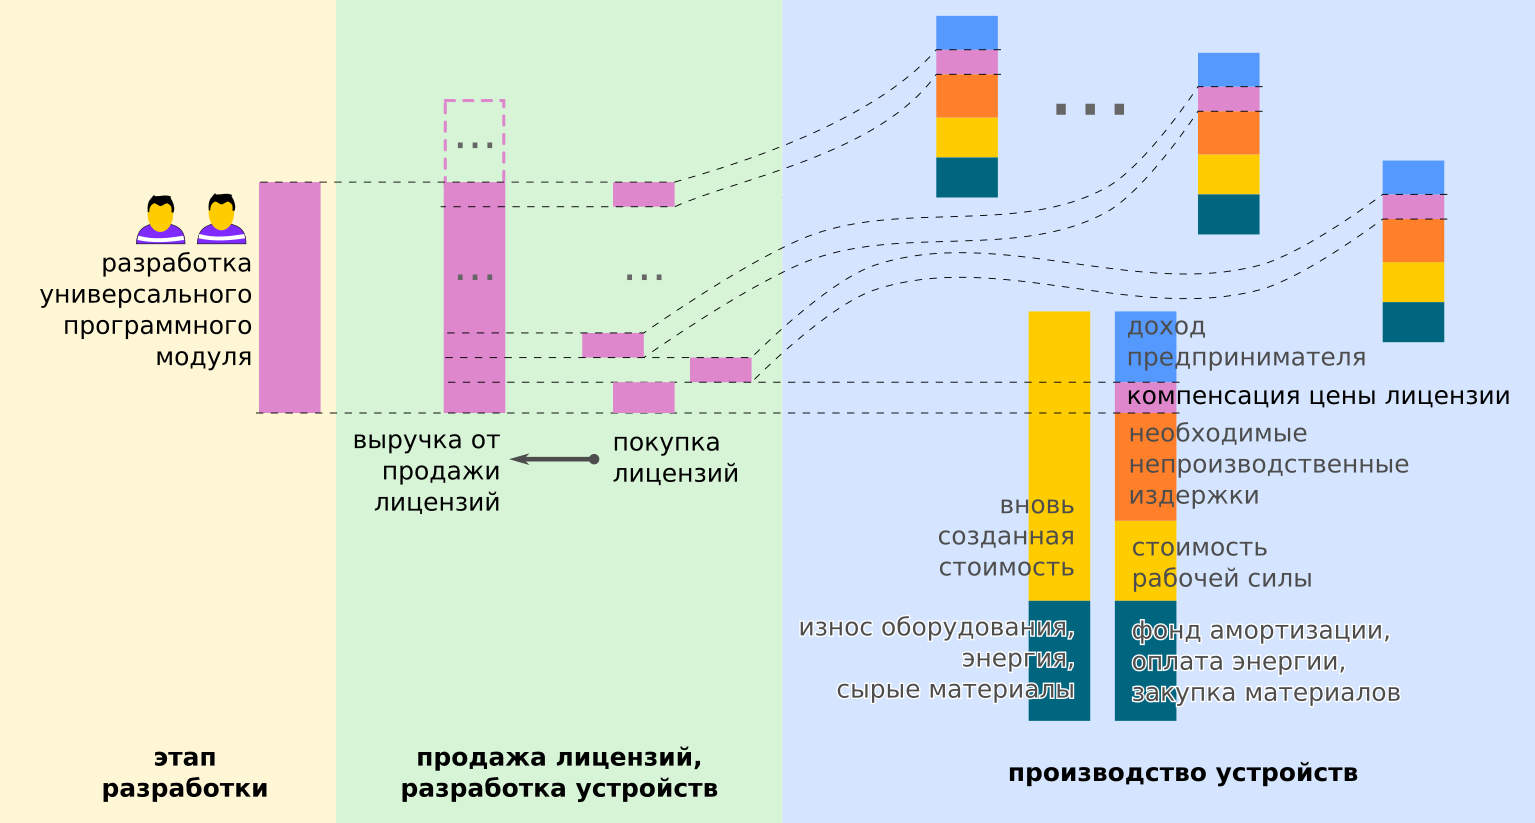 разработка
универсального
программного
модуля
...
...
...
выручка от
продажи
лицензий
покупка
лицензий
...
доход
предпринимателя
компенсация цены лицензии
необходимые
непроизводственные
издержки
вновь
созданная
стоимость
стоимость
рабочей силы
износ оборудования,
энергия,
сырые материалы
фонд амортизации,
оплата энергии,
закупка материалов
этап
разработки
продажа лицензий,
разработка устройств
производство устройств